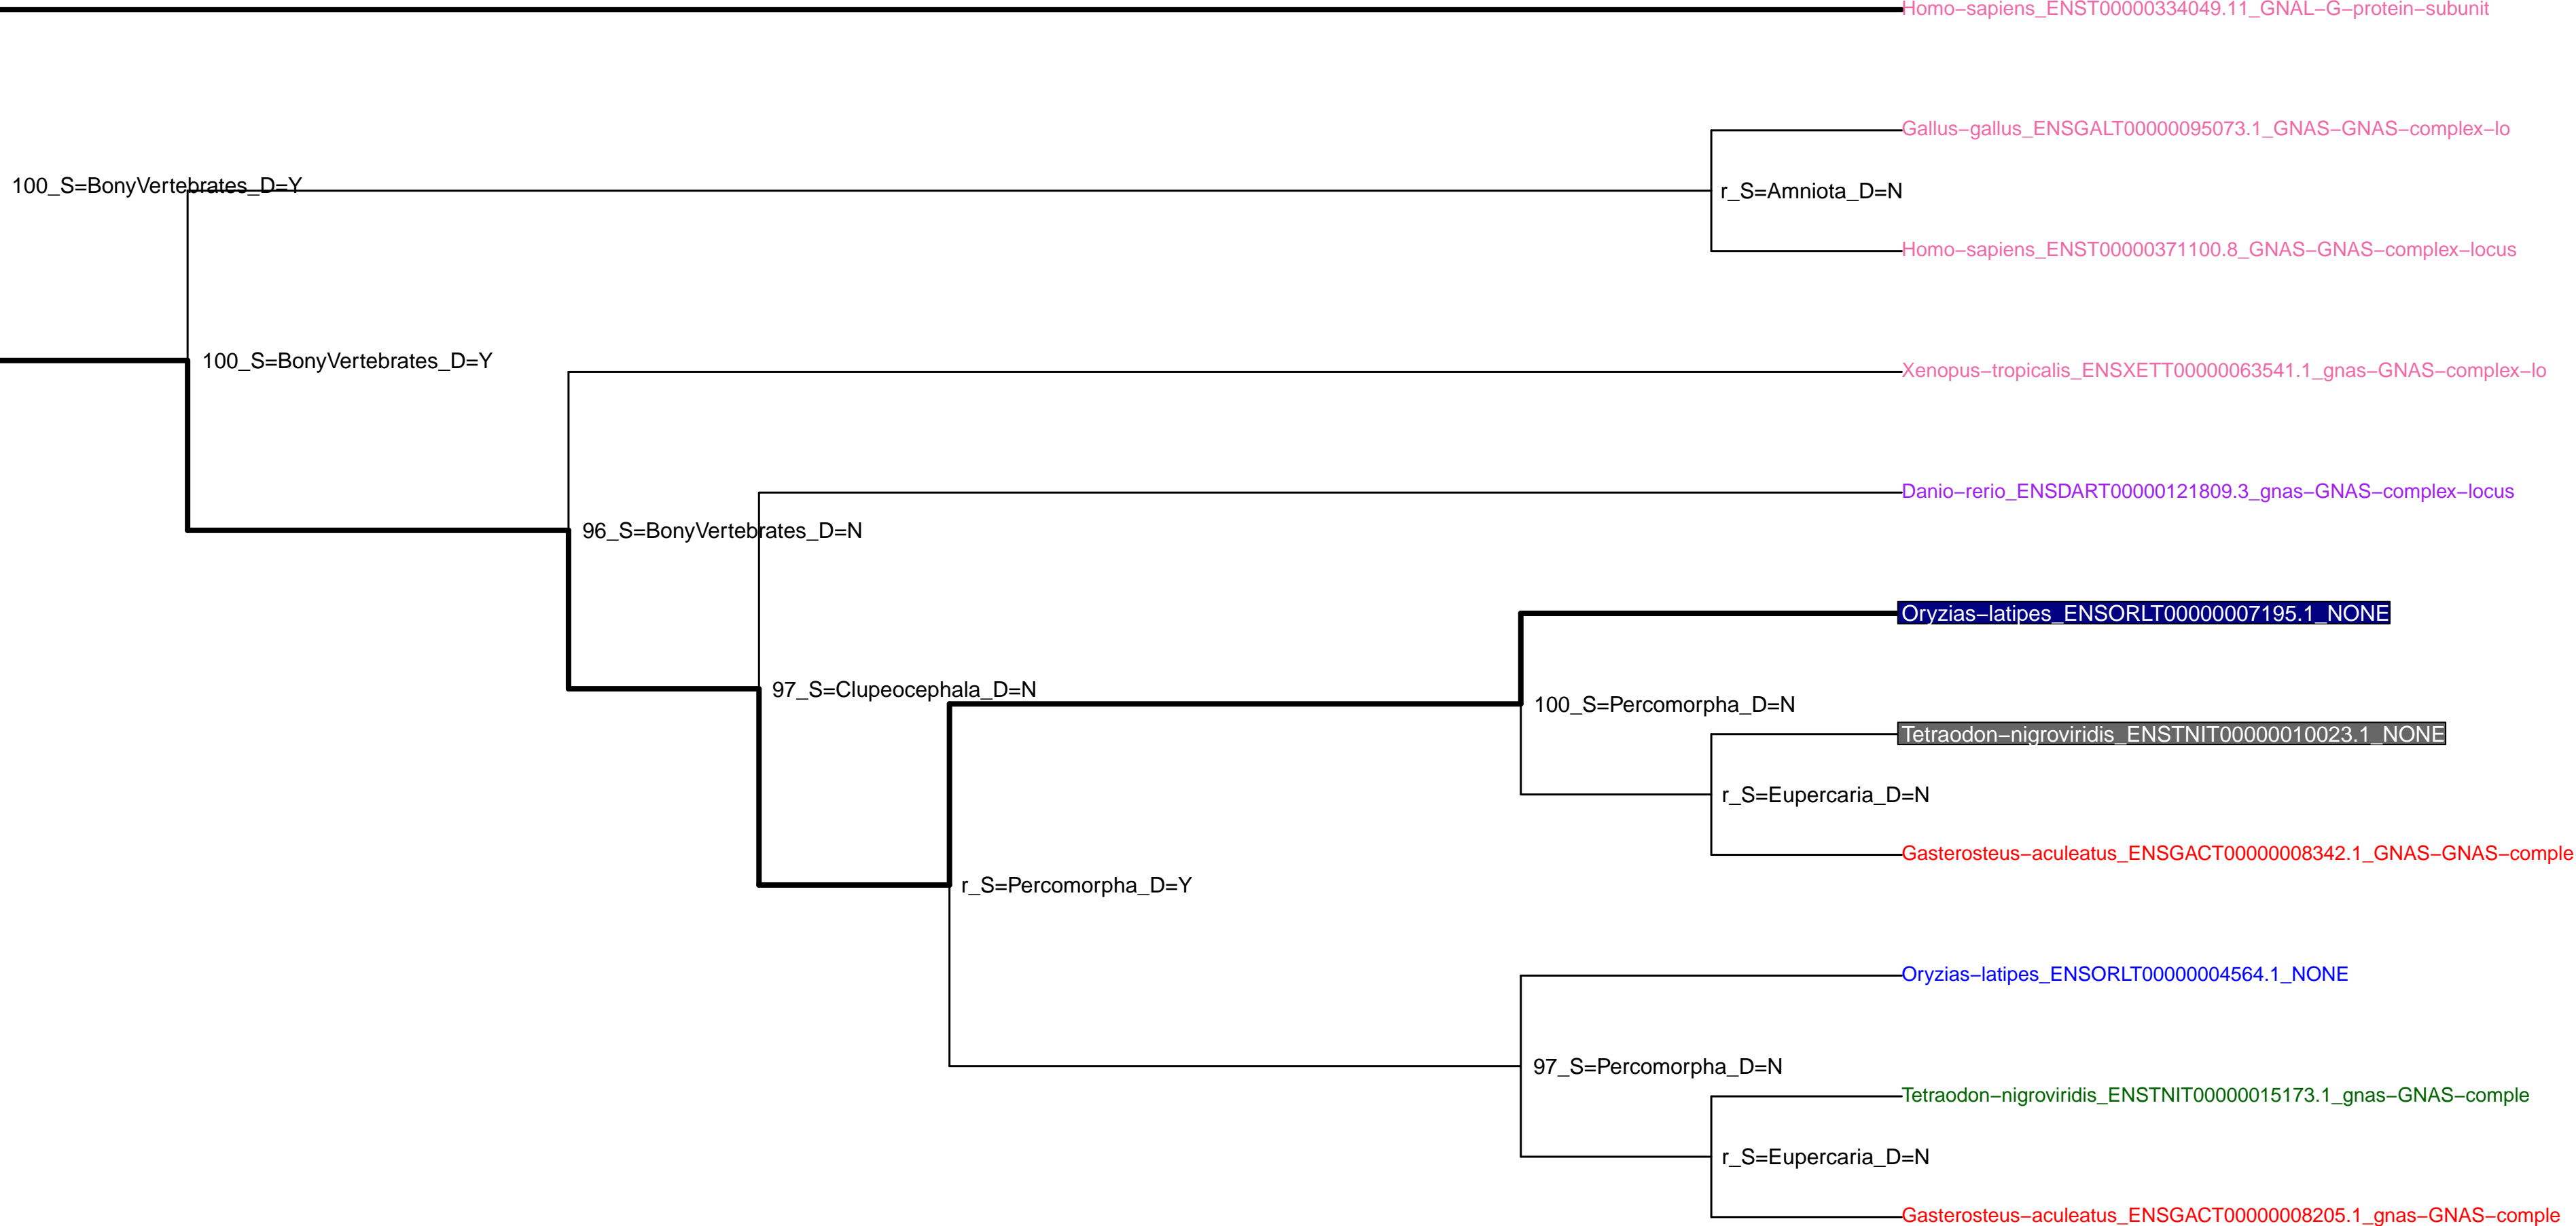 Homo−sapiens_ENST00000334049.11_GNAL−G−protein−subunit
Gallus−gallus_ENSGALT00000095073.1_GNAS−GNAS−complex−lo
100_S=BonyVertebrates_D=Y
r_S=Amniota_D=N
Homo−sapiens_ENST00000371100.8_GNAS−GNAS−complex−locus
100_S=BonyVertebrates_D=Y
Xenopus−tropicalis_ENSXETT00000063541.1_gnas−GNAS−complex−lo
Danio−rerio_ENSDART00000121809.3_gnas−GNAS−complex−locus
96_S=BonyVertebrates_D=N
Oryzias−latipes_ENSORLT00000007195.1_NONE
97_S=Clupeocephala_D=N
100_S=Percomorpha_D=N
Tetraodon−nigroviridis_ENSTNIT00000010023.1_NONE
r_S=Eupercaria_D=N
Gasterosteus−aculeatus_ENSGACT00000008342.1_GNAS−GNAS−comple
r_S=Percomorpha_D=Y
Oryzias−latipes_ENSORLT00000004564.1_NONE
97_S=Percomorpha_D=N
Tetraodon−nigroviridis_ENSTNIT00000015173.1_gnas−GNAS−comple
r_S=Eupercaria_D=N
Gasterosteus−aculeatus_ENSGACT00000008205.1_gnas−GNAS−comple